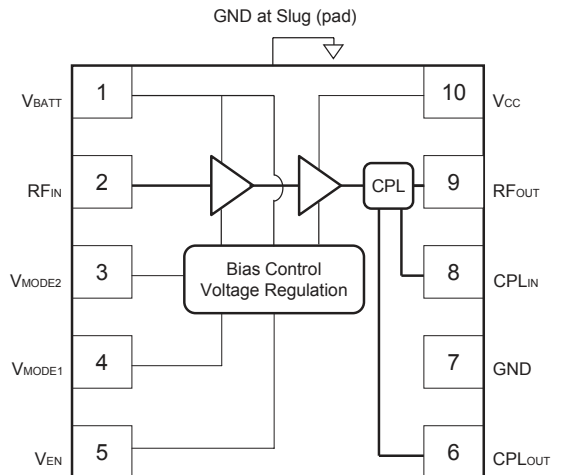 GND at Slug (pad)
VBATT 1
10 VCC
RFIN 2
CPL
9 RFOUT
VMODE2 3
Bias Control
Voltage Regulation
8 CPLIN
VMODE1 4
7 GND
VEN 5
6 CPLOUT